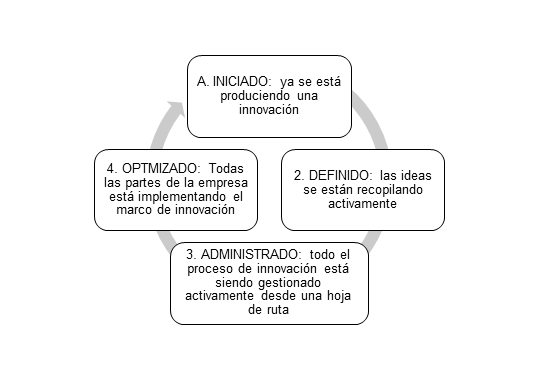 A. INICIADO: ya se está
produciendo una
innovación
2. DEFINIDO: las ideas
se están recopilando
activamente
3. ADMINISTRADO: todo el
proceso de innovación está
siendo gestionado
activamente desde una hoja
de ruta
4. OPTMIZADO: Todas
las partes de la empresa
está implementando el
marco de innovación